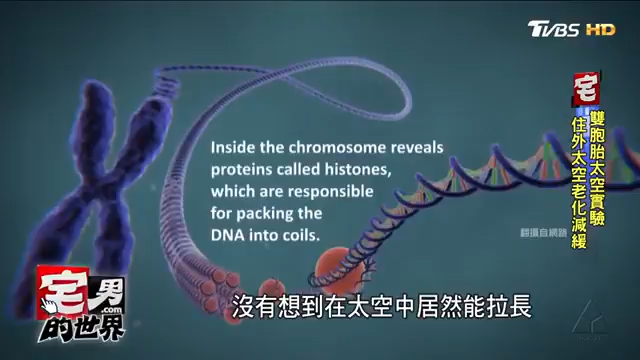 TVBS HD
宅
雙胞胎太空實驗
住外太空老化減緩
Inside the chromosome reveals
proteins called histones,
which are responsible
for packing the
DNA into coils.
翻攝自網路
宅男
.com
的世界
沒有想到在太空中居然能拉長